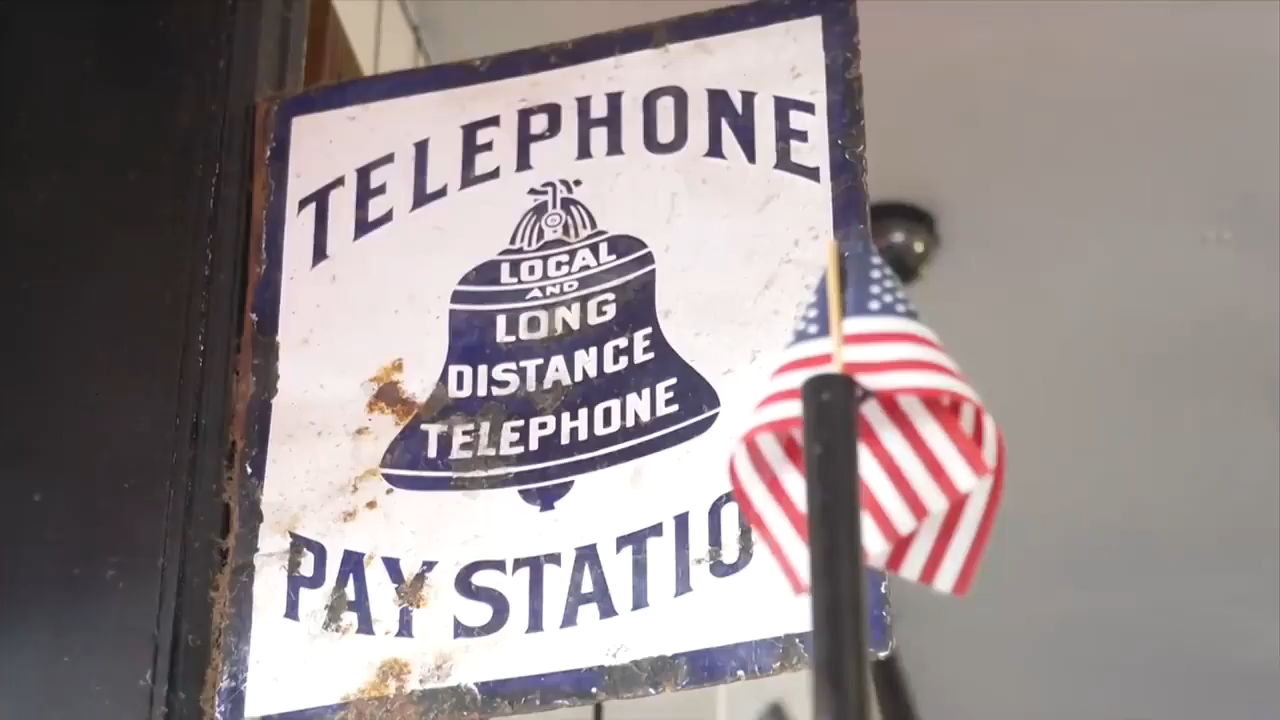 TELEPHONE
LOCAL
AND
LONG
DISTANCE
TELEPHONE
PAY STATIO